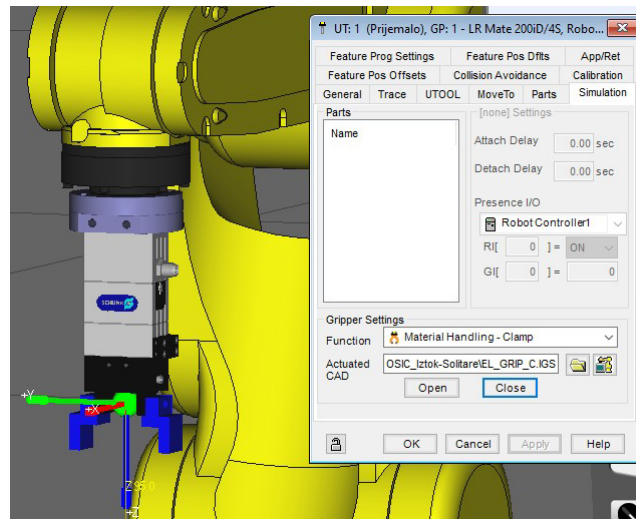 UT: 1 (Prijemalo), GP: 1 - LR Mate 200iD/4S, Robo...
Feature Prog Settings Feature Pos Dflts App/Ret
Feature Pos Offsets Collision Avoidance Calibration
General Trace UTOOL MoveTo Parts Simulation
Parts
Name
[none] Settings
Attach Delay 0.00 sec
Detach Delay 0.00 sec
Presence I/O
Robot Controller1
RI[ 0 ]= ON
GI[ 0 ]= 0
Gripper Settings
Function Material Handling - Clamp
Actuated CAD OSIC_Iztok-Solitare\EL_GRIP_C.IGS
Open Close
OK Cancel Apply Help
SCHUNK
+Y
+X
+Z